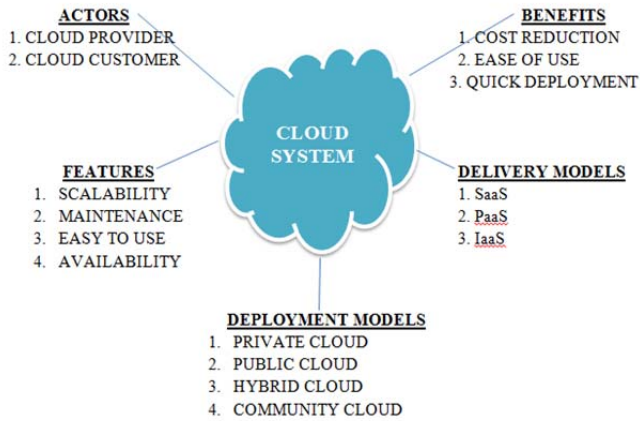 ACTORS
1. CLOUD PROVIDER
2. CLOUD CUSTOMER
BENEFITS
1. COST REDUCTION
2. EASE OF USE
3. QUICK DEPLOYMENT
CLOUD
SYSTEM
FEATURES
1. SCALABILITY
2. MAINTENANCE
3. EASY TO USE
4. AVAILABILITY
DELIVERY MODELS
1. SaaS
2. PaaS
3. IaaS
DEPLOYMENT MODELS
1. PRIVATE CLOUD
2. PUBLIC CLOUD
3. HYBRID CLOUD
4. COMMUNITY CLOUD